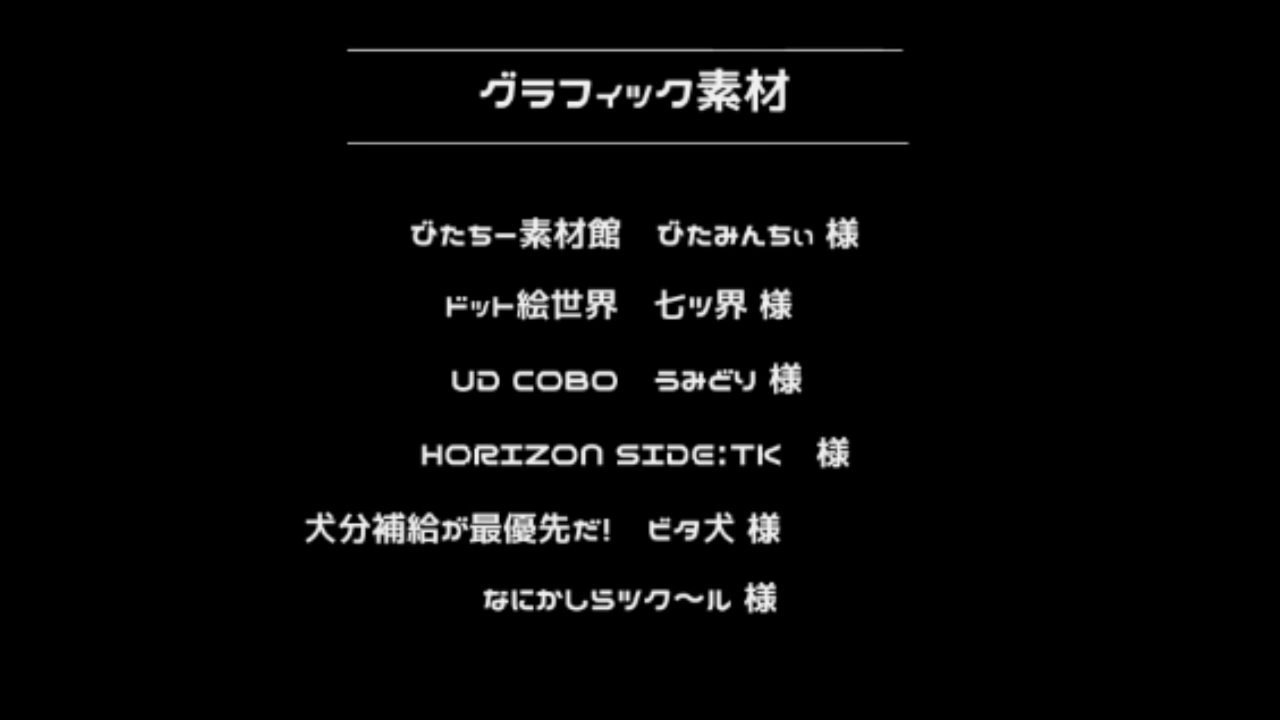 グラフィック素材
びたちー素材館　びたみんちぃ 様
ドット絵世界　七ツ界 様
UD COBO　うみどり 様
HORIZON SIDE:TK　様
犬分補給が最優先だ!　ビタ犬 様
なにかしらツク〜ル 様